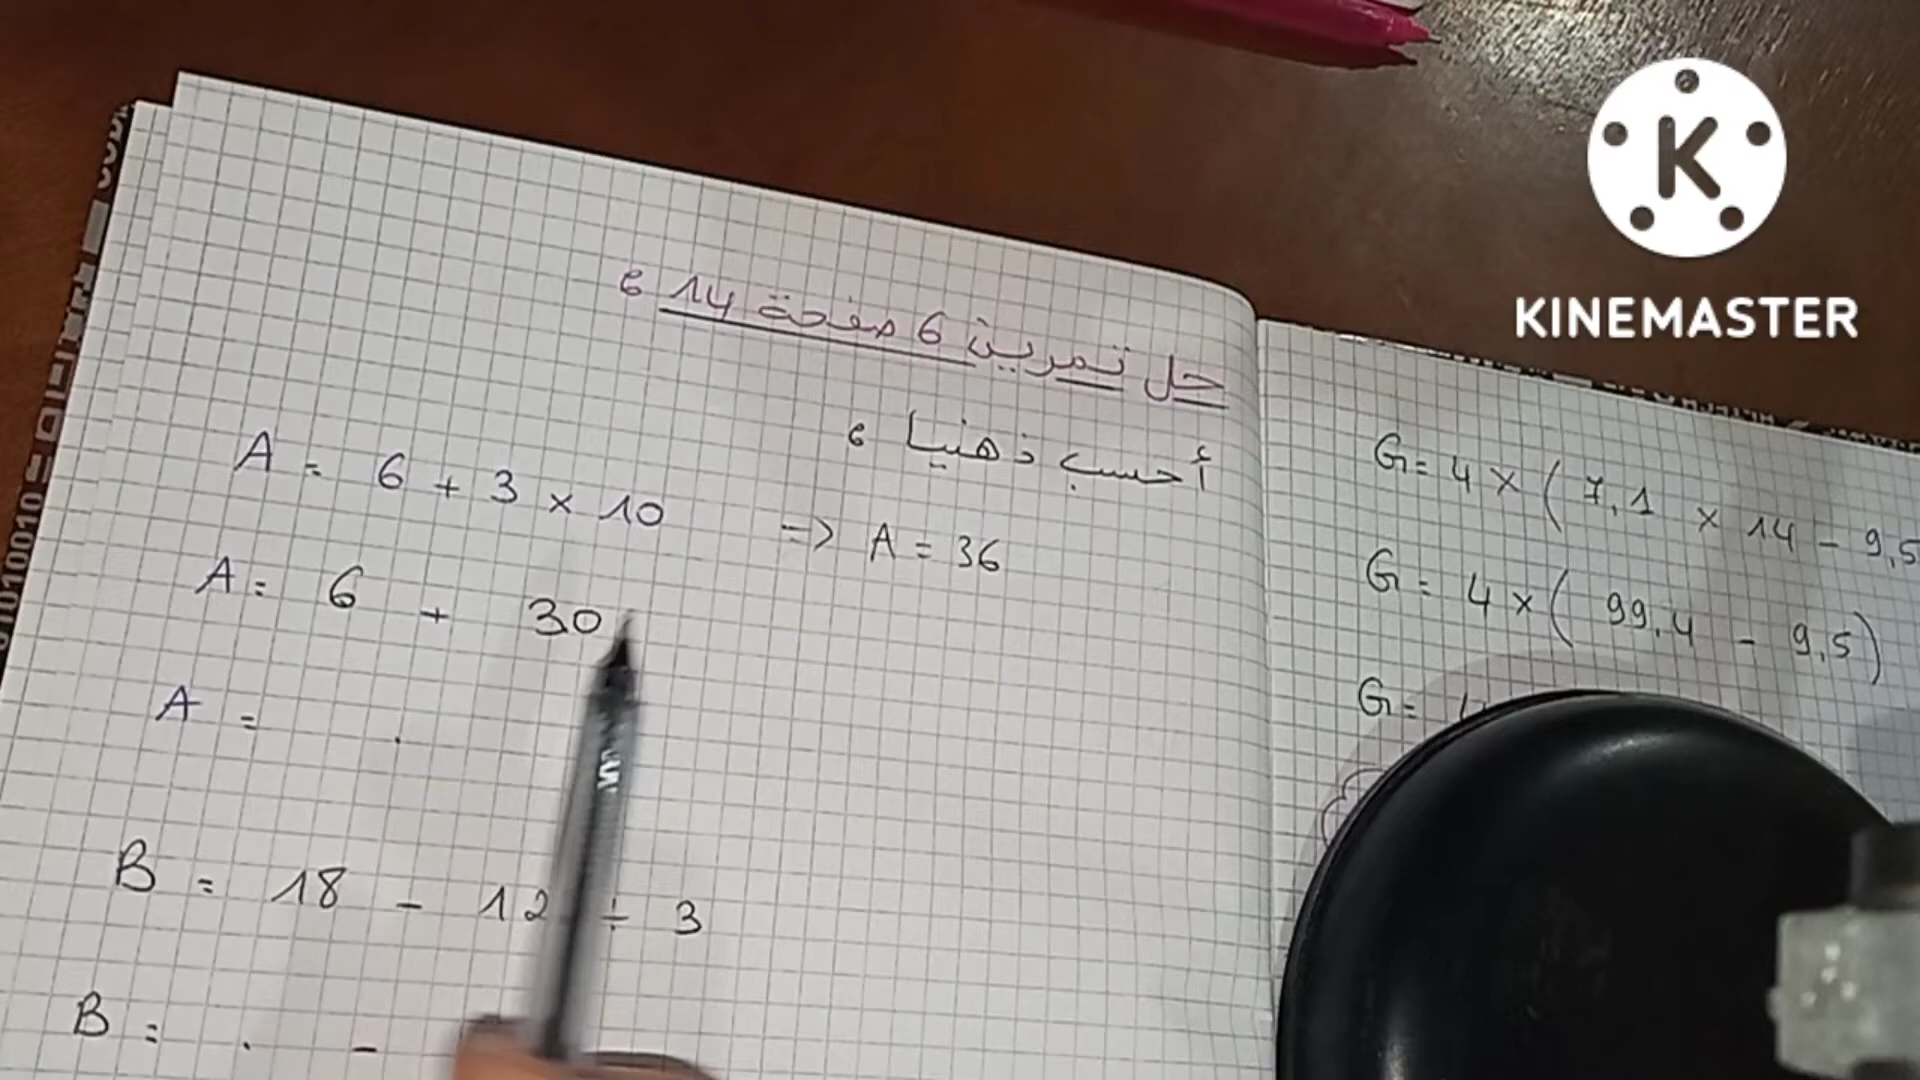 حل تمرين 6 صفحة 14 :
أحسب ذهنيا :
A = 6 + 3 × 10 => A = 36
A = 6 + 30
A = .
B = 18 - 12 ÷ 3
B = . -
G = 4 × ( 7,1 × 14 - 9,5
G = 4 × ( 99,4 - 9,5 )
G =
K
KINEMASTER